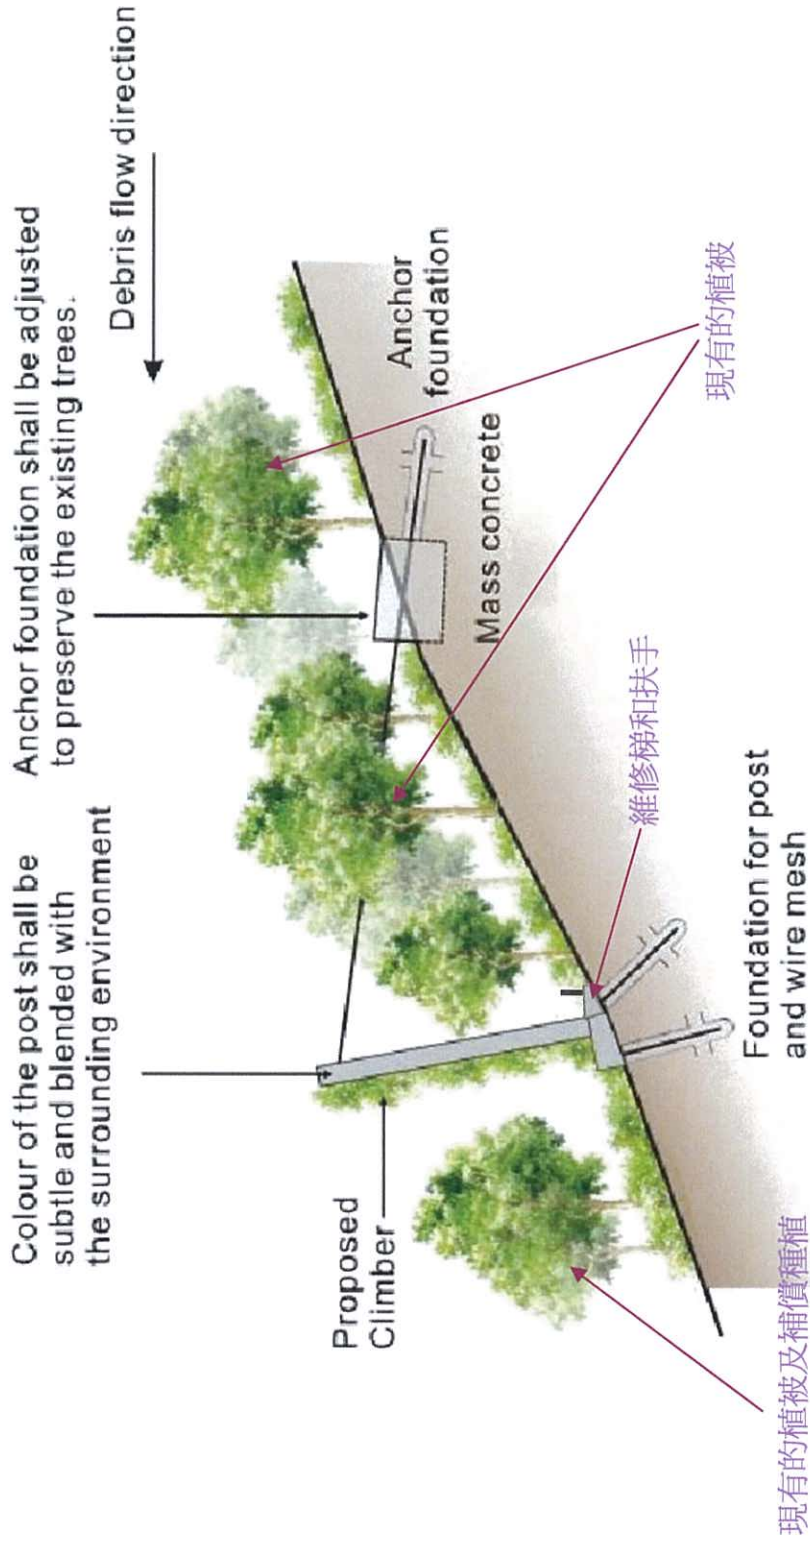 Colour of the post shall be
subtle and blended with
the surrounding environment
Anchor foundation shall be adjusted
to preserve the existing trees.
Debris flow direction
Proposed
Climber
Anchor
foundation
Mass concrete
現有的植被
維修梯和扶手
Foundation for post
and wire mesh
現有的植被及補償種植